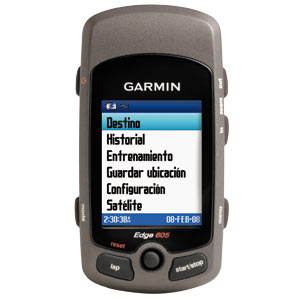 GARMIN
Destino
Historial
Entrenamiento
Guardar ubicación
Configuración
Satélite
2:30:38
08-FEB-08
Edge 605
reset
lap
start/stop